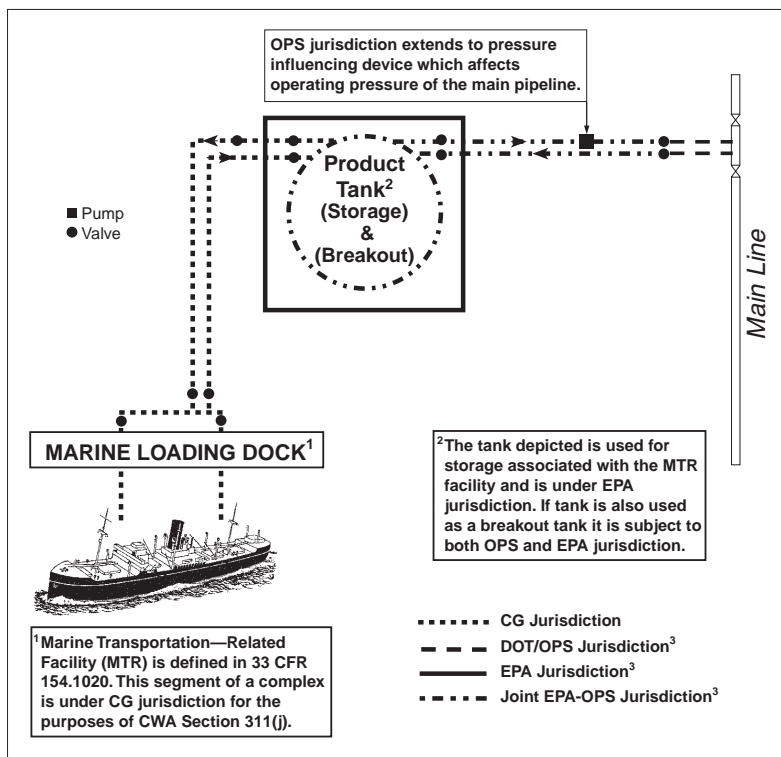 OPS jurisdiction extends to pressure
influencing device which affects
operating pressure of the main pipeline.
Product
Tank²
(Storage)
&
(Breakout)
■ Pump
● Valve
Main Line
MARINE LOADING DOCK¹
²The tank depicted is used for
storage associated with the MTR
facility and is under EPA
jurisdiction. If tank is also used
as a breakout tank it is subject to
both OPS and EPA jurisdiction.
¹Marine Transportation—Related
Facility (MTR) is defined in 33 CFR
154.1020. This segment of a complex
is under CG jurisdiction for the
purposes of CWA Section 311(j).
CG Jurisdiction
DOT/OPS Jurisdiction³
EPA Jurisdiction³
Joint EPA-OPS Jurisdiction³